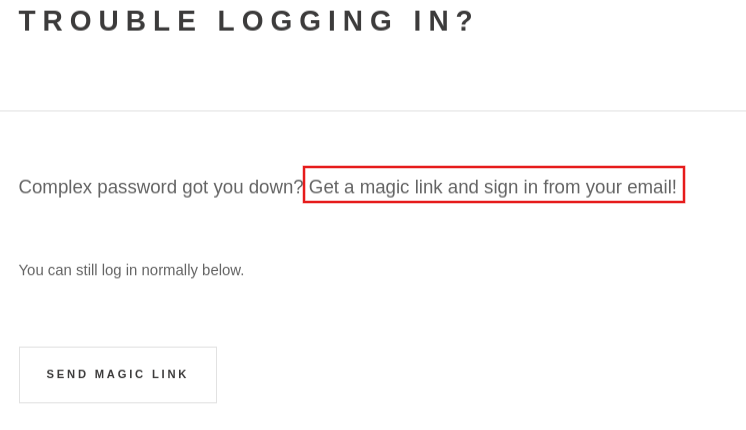 TROUBLE LOGGING IN?
Complex password got you down? Get a magic link and sign in from your email!
You can still log in normally below.
SEND MAGIC LINK